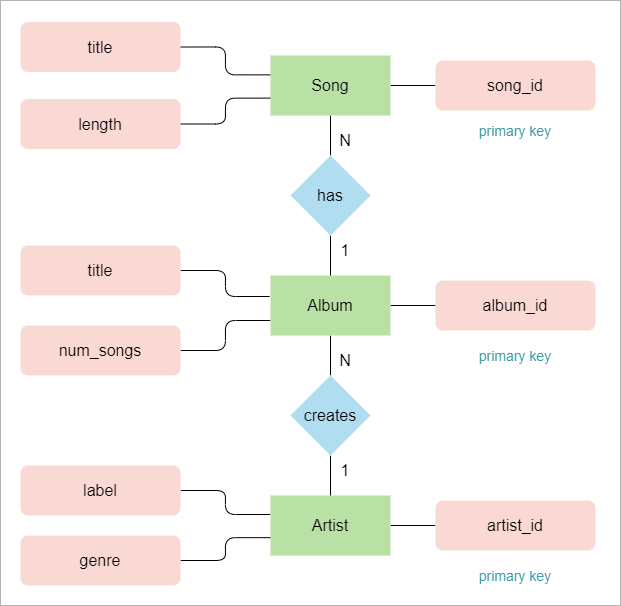 title
Song
song_id
length
primary key
N
has
1
title
Album
album_id
num_songs
primary key
N
creates
1
label
Artist
artist_id
genre
primary key